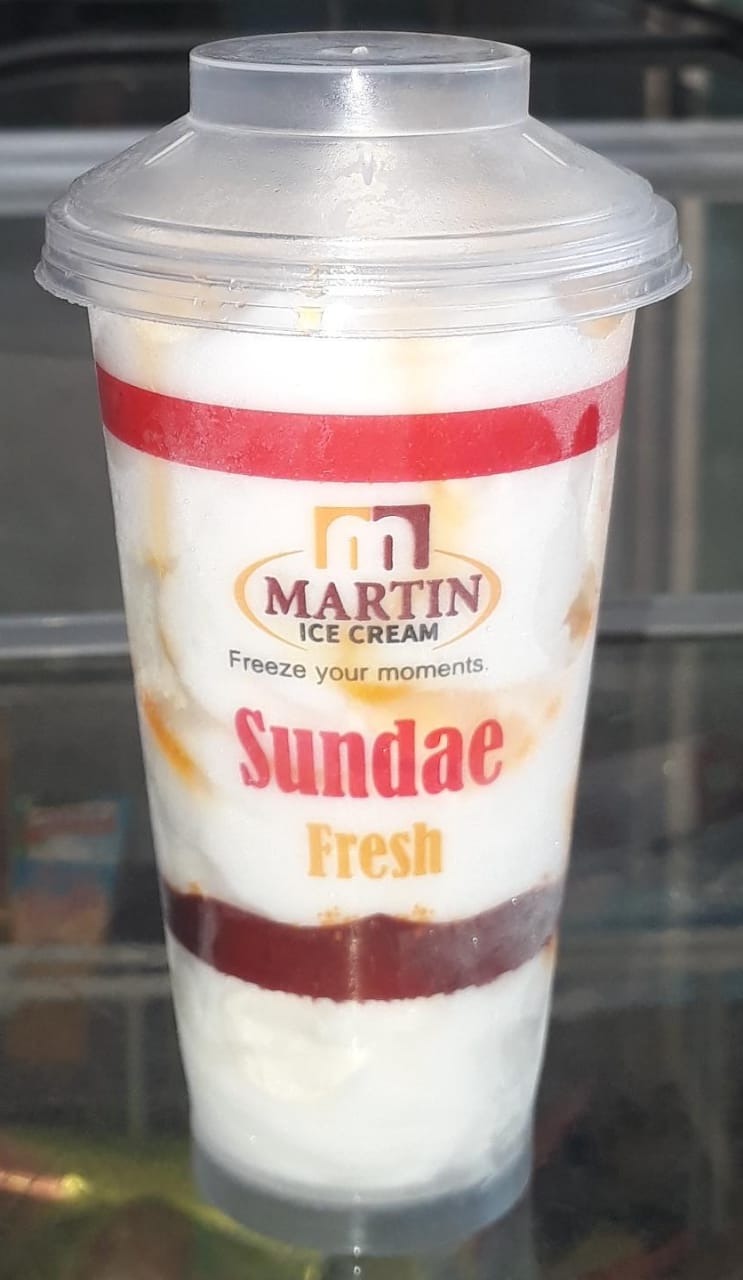 m
MARTIN
ICE CREAM
Freeze your moments.
Sundae
Fresh